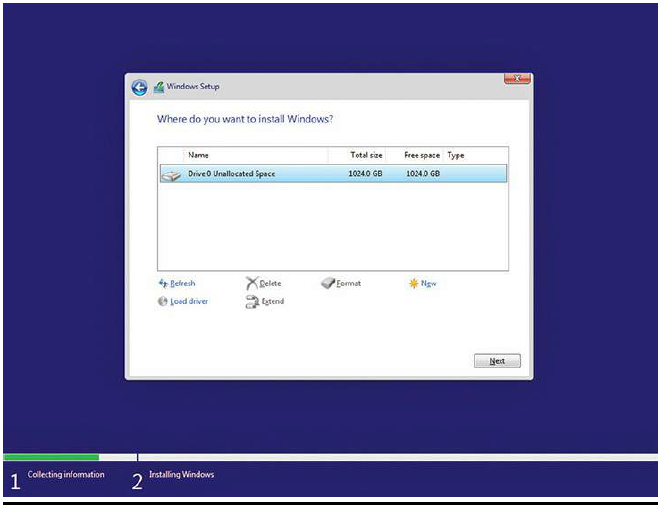 Windows Setup
Where do you want to install Windows?
Name Total size Free space Type
Drive 0 Unallocated Space 1024.0 GB 1024.0 GB
Refresh Delete Format New
Load driver Extend
Next
1 Collecting information 2 Installing Windows